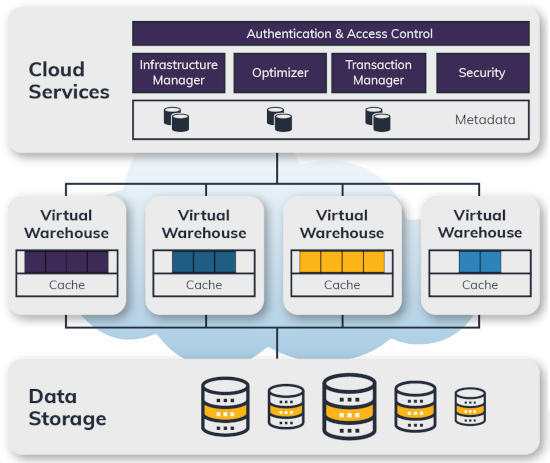 Authentication & Access Control
Cloud
Services
Infrastructure
Manager
Optimizer
Transaction
Manager
Security
Metadata
Virtual
Warehouse
Cache
Virtual
Warehouse
Cache
Virtual
Warehouse
Cache
Virtual
Warehouse
Cache
Data
Storage